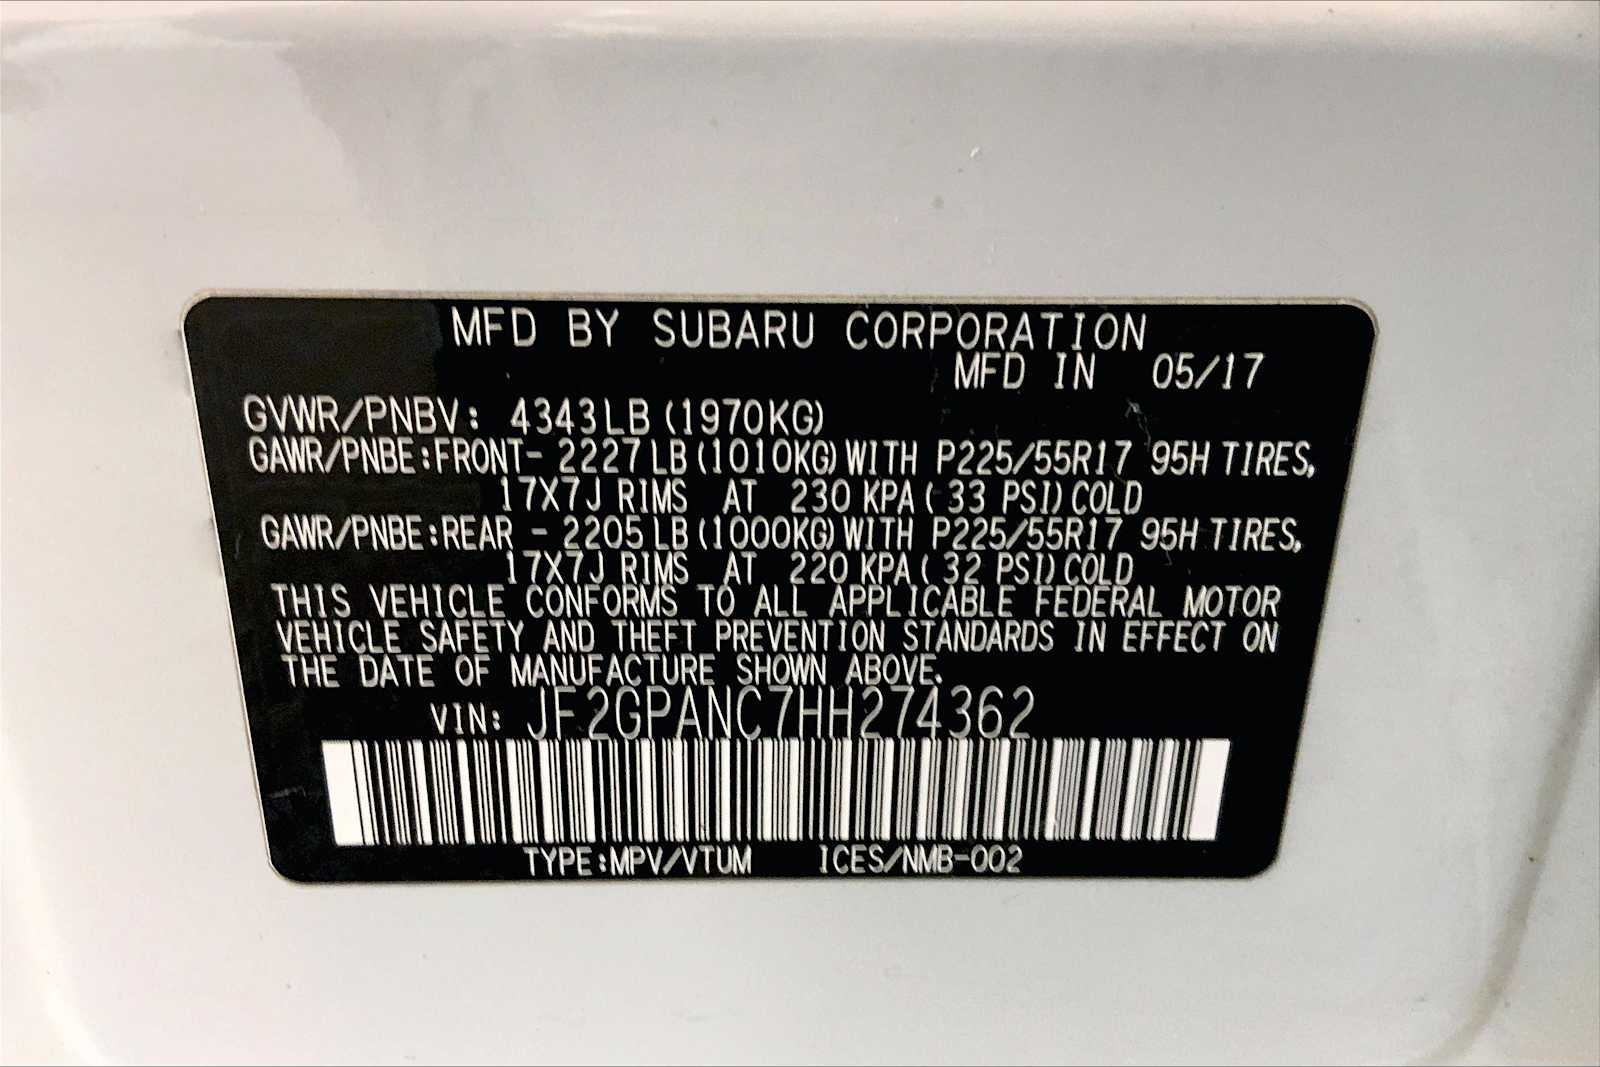 MFD BY SUBARU CORPORATION
MFD IN 05/17
GVWR/PNBV: 4343LB (1970KG)
GAWR/PNBE:FRONT- 2227LB (1010KG) WITH P225/55R17 95H TIRES,
17X7J RIMS AT 230 KPA ( 33 PSI) COLD
GAWR/PNBE:REAR - 2205LB (1000KG) WITH P225/55R17 95H TIRES,
17X7J RIMS AT 220 KPA ( 32 PSI) COLD
THIS VEHICLE CONFORMS TO ALL APPLICABLE FEDERAL MOTOR
VEHICLE SAFETY AND THEFT PREVENTION STANDARDS IN EFFECT ON
THE DATE OF MANUFACTURE SHOWN ABOVE.
VIN: JF2GPANC7HH274362
TYPE:MPV/VTUM ICES/NMB-002